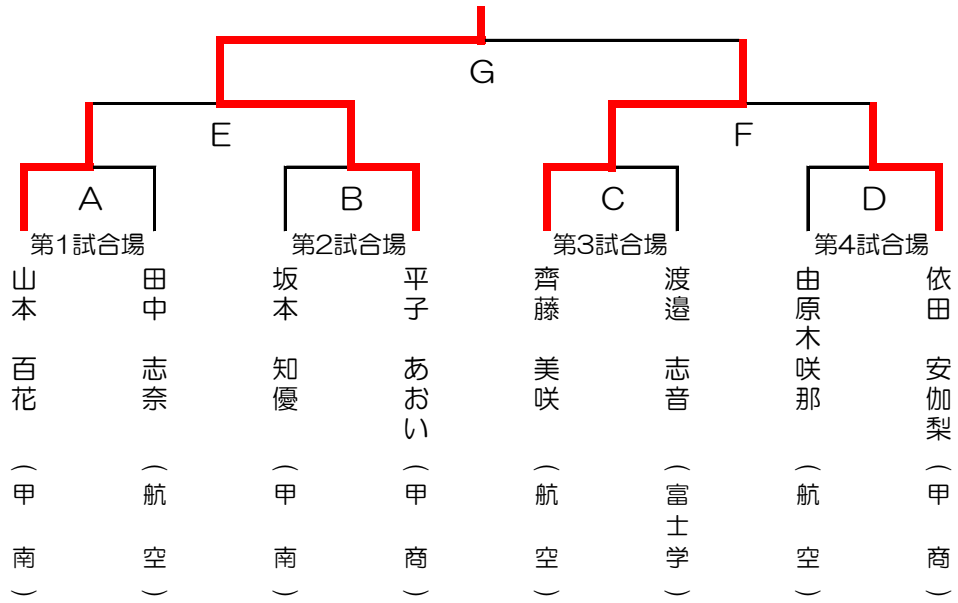 G
E
F
A
B
C
D
第1試合場
第2試合場
第3試合場
第4試合場
山本 百花 (甲南)
田中 志奈 (航空)
坂本 知優 (甲南)
平子 あおい (甲商)
齊藤 美咲 (航空)
渡邉 志音 (富士学)
由原木咲那 (航空)
依田 安伽梨 (甲商)